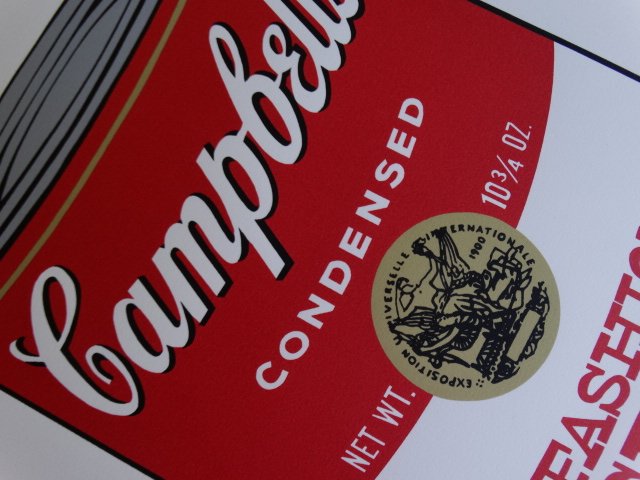 Campbell's
CONDENSED
NET WT. 10 3/4 OZ.
EXPOSITION UNIVERSELLE INTERNATIONALE
1900
FASHIO